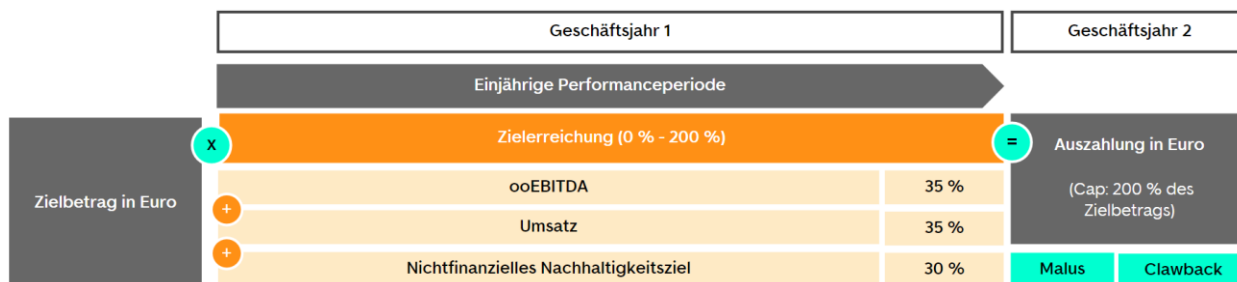 Geschäftsjahr 1
Geschäftsjahr 2
Einjährige Performanceperiode
Zielbetrag in Euro
x
Zielerreichung (0 % - 200 %)
=
Auszahlung in Euro
(Cap: 200 % des
Zielbetrags)
ooEBITDA
35 %
+
Umsatz
35 %
+
Nichtfinanzielles Nachhaltigkeitsziel
30 %
Malus
Clawback